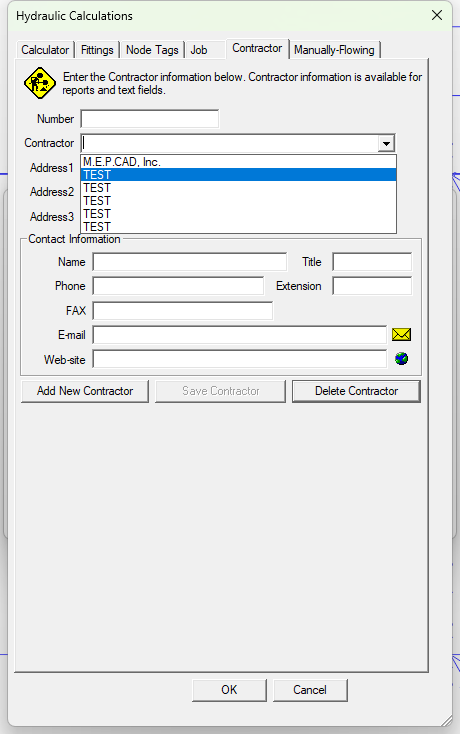 Hydraulic Calculations
Calculator Fittings Node Tags Job Contractor Manually-Flowing
Enter the Contractor information below. Contractor information is available for
reports and text fields.
Number
Contractor
M.E.P.CAD, Inc.
Address1
TEST
TEST
Address2
TEST
TEST
Address3
TEST
Contact Information
Name Title
Phone Extension
FAX
E-mail
Web-site
Add New Contractor Save Contractor Delete Contractor
OK Cancel